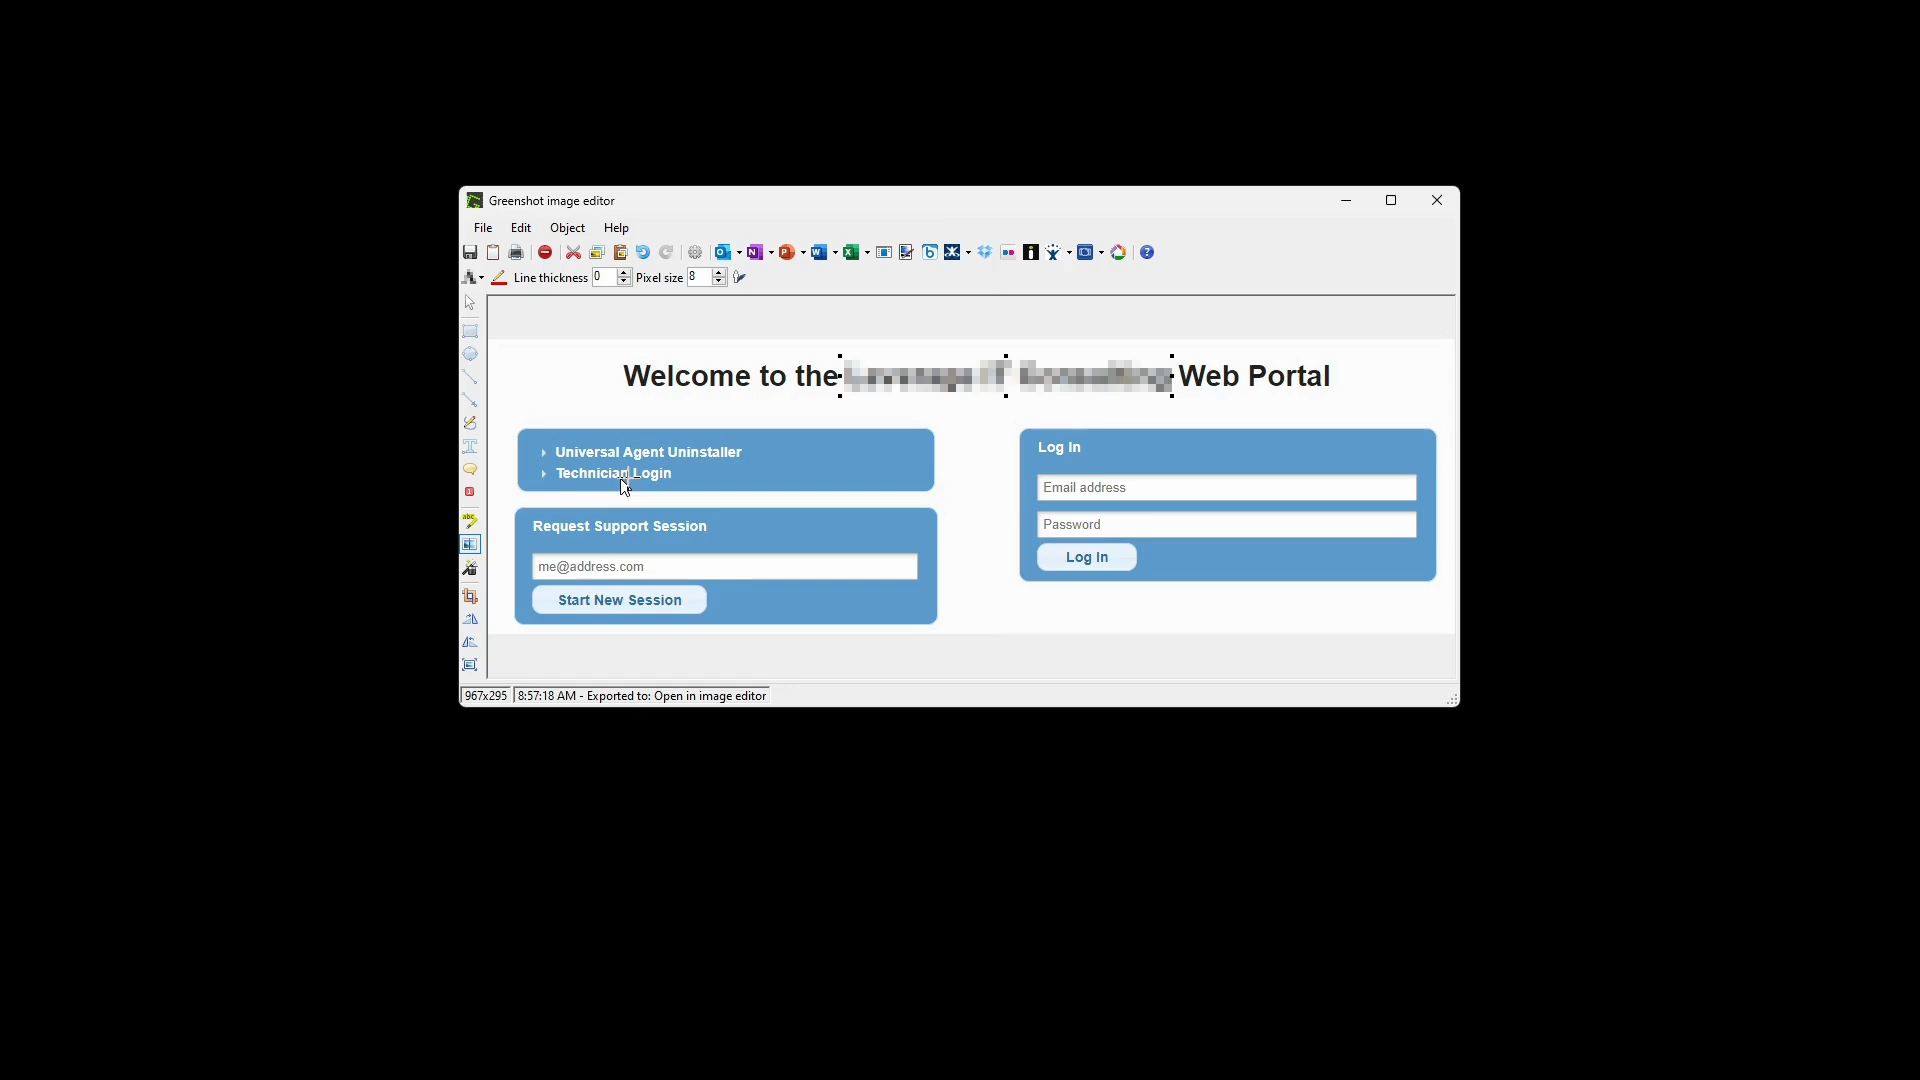 Greenshot image editor
File Edit Object Help
Line thickness 0 Pixel size 8
Welcome to the Web Portal
Universal Agent Uninstaller
Technician Login
Request Support Session
me@address.com
Start New Session
Log In
Email address
Password
Log In
967x295 8:57:18 AM - Exported to: Open in image editor